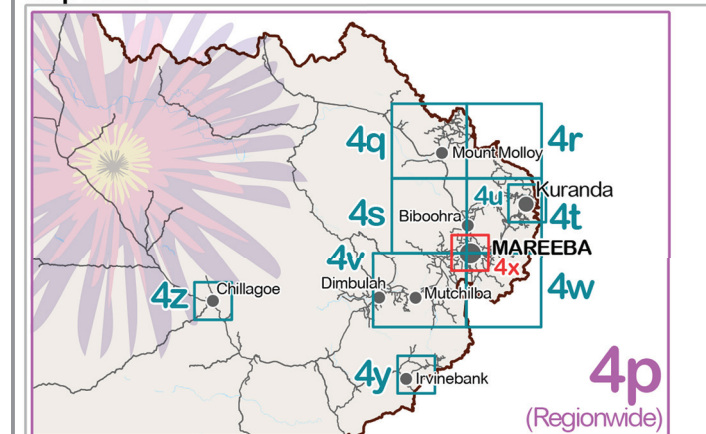 4q
4r
Mount Molloy
4u
Kuranda
4s
Biboohra
4t
MAREEBA
4v
4x
Dimbulah
Mutchilba
4w
4z
Chillagoe
4y
Irvinebank
4p
(Regionwide)